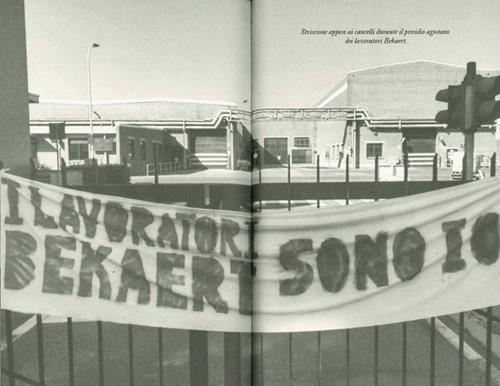 Striscione appeso ai cancelli durante il presidio agostano
dei lavoratori Bekaert.
I LAVORATORI
BEKAERT SONO IO